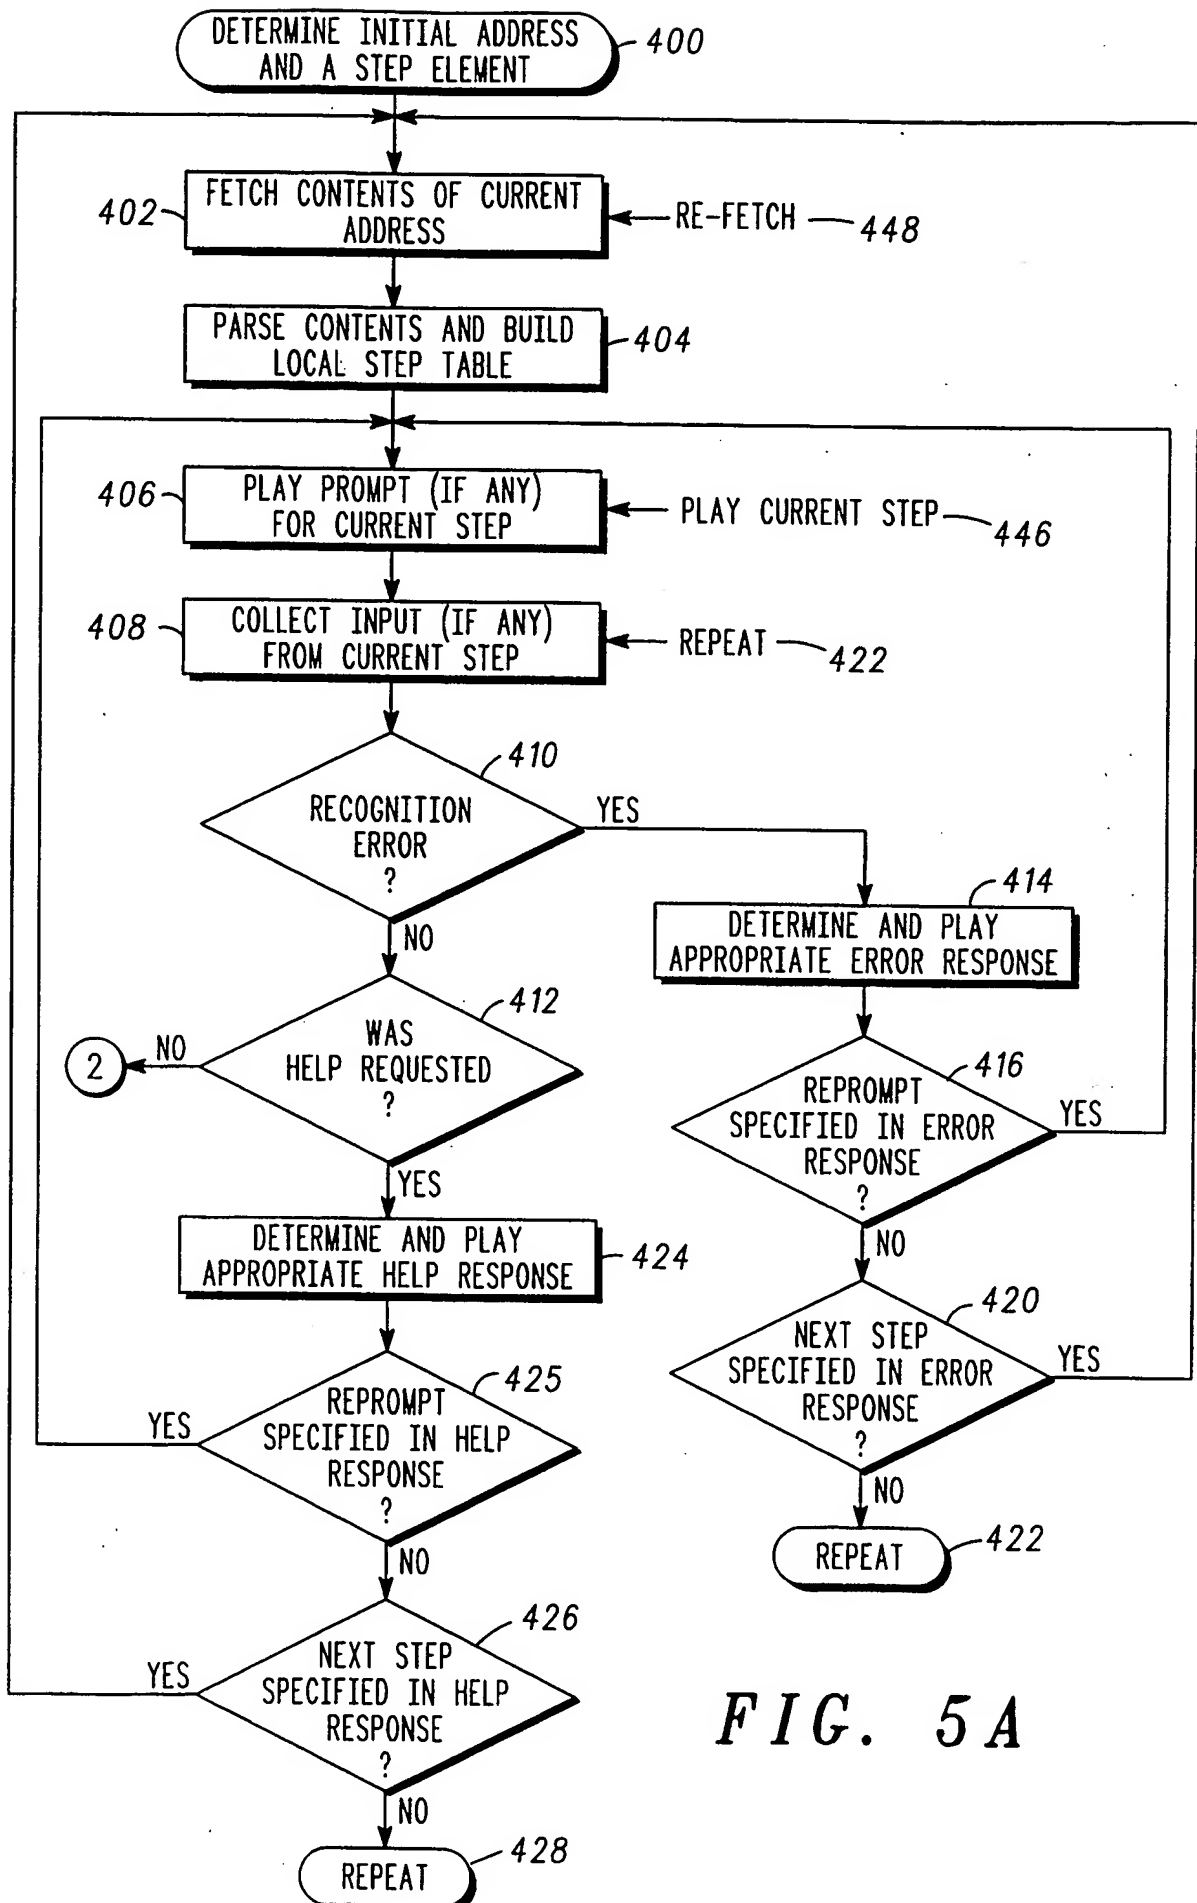 DETERMINE INITIAL ADDRESS
AND A STEP ELEMENT
400
FETCH CONTENTS OF CURRENT
ADDRESS
402
RE-FETCH
448
PARSE CONTENTS AND BUILD
LOCAL STEP TABLE
404
PLAY PROMPT (IF ANY)
FOR CURRENT STEP
406
PLAY CURRENT STEP
446
COLLECT INPUT (IF ANY)
FROM CURRENT STEP
408
REPEAT
422
410
RECOGNITION
ERROR
?
YES
NO
414
DETERMINE AND PLAY
APPROPRIATE ERROR RESPONSE
412
WAS
HELP REQUESTED
?
NO
2
YES
416
REPROMPT
SPECIFIED IN ERROR
RESPONSE
?
YES
NO
DETERMINE AND PLAY
APPROPRIATE HELP RESPONSE
424
420
NEXT STEP
SPECIFIED IN ERROR
RESPONSE
?
YES
NO
REPEAT
422
425
REPROMPT
SPECIFIED IN HELP
RESPONSE
?
YES
NO
426
NEXT STEP
SPECIFIED IN HELP
RESPONSE
?
YES
NO
REPEAT
428
FIG. 5A